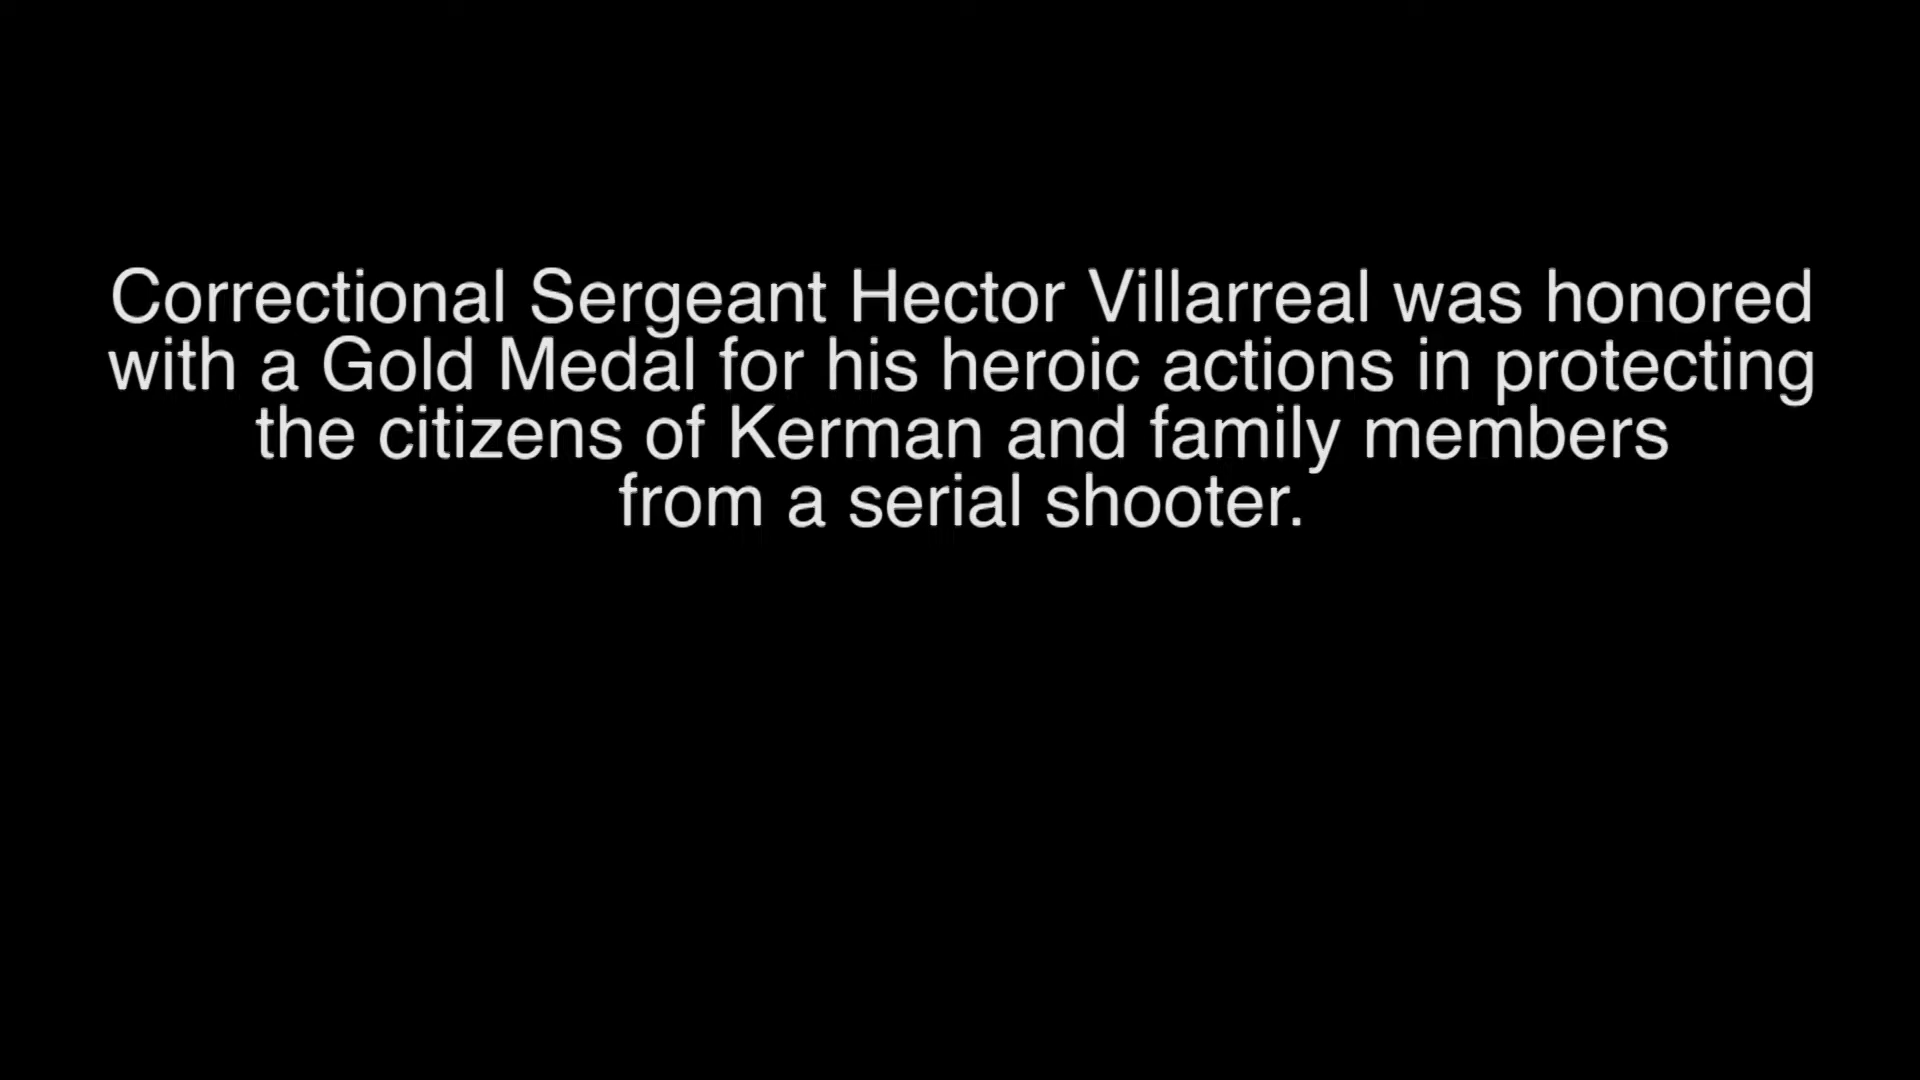 Correctional Sergeant Hector Villarreal was honored
with a Gold Medal for his heroic actions in protecting
the citizens of Kerman and family members
from a serial shooter.